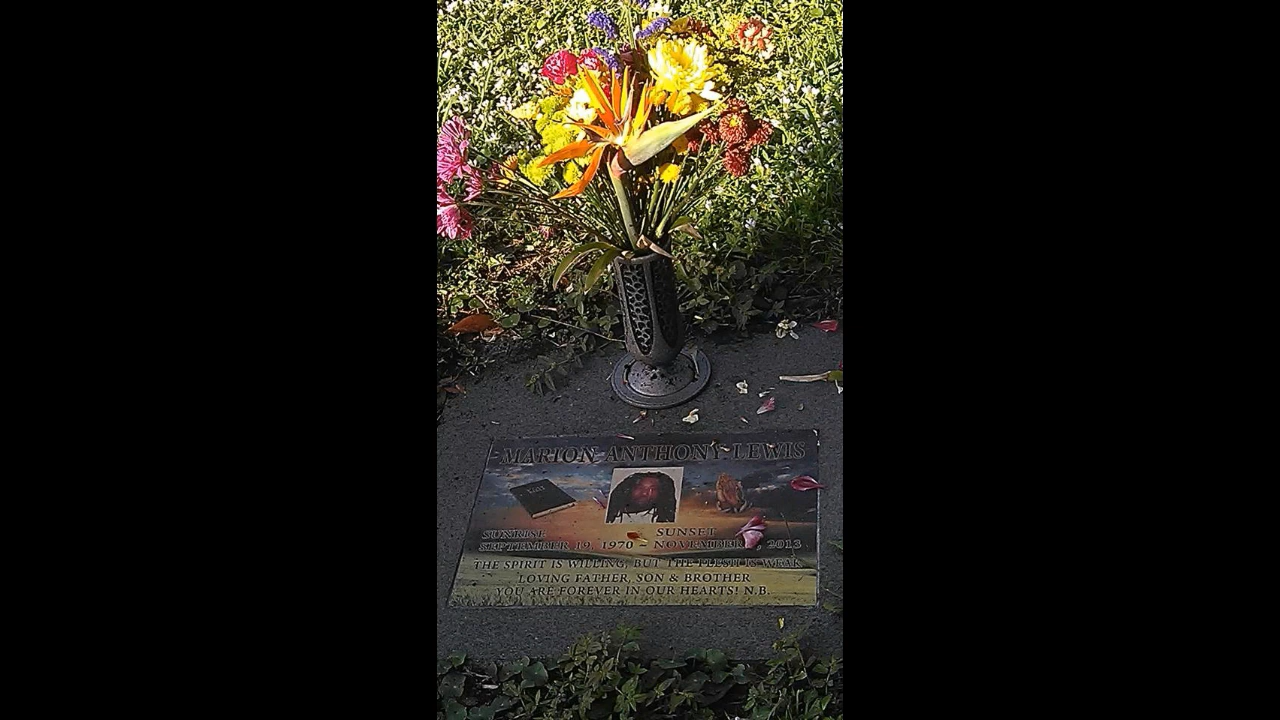 MARION ANTHONY LEWIS
SUNRISE SUNSET
SEPTEMBER 19, 1970 ~ NOVEMBER , 2013
THE SPIRIT IS WILLING, BUT THE FLESH IS WEAK
LOVING FATHER, SON & BROTHER
YOU ARE FOREVER IN OUR HEARTS! N.B.